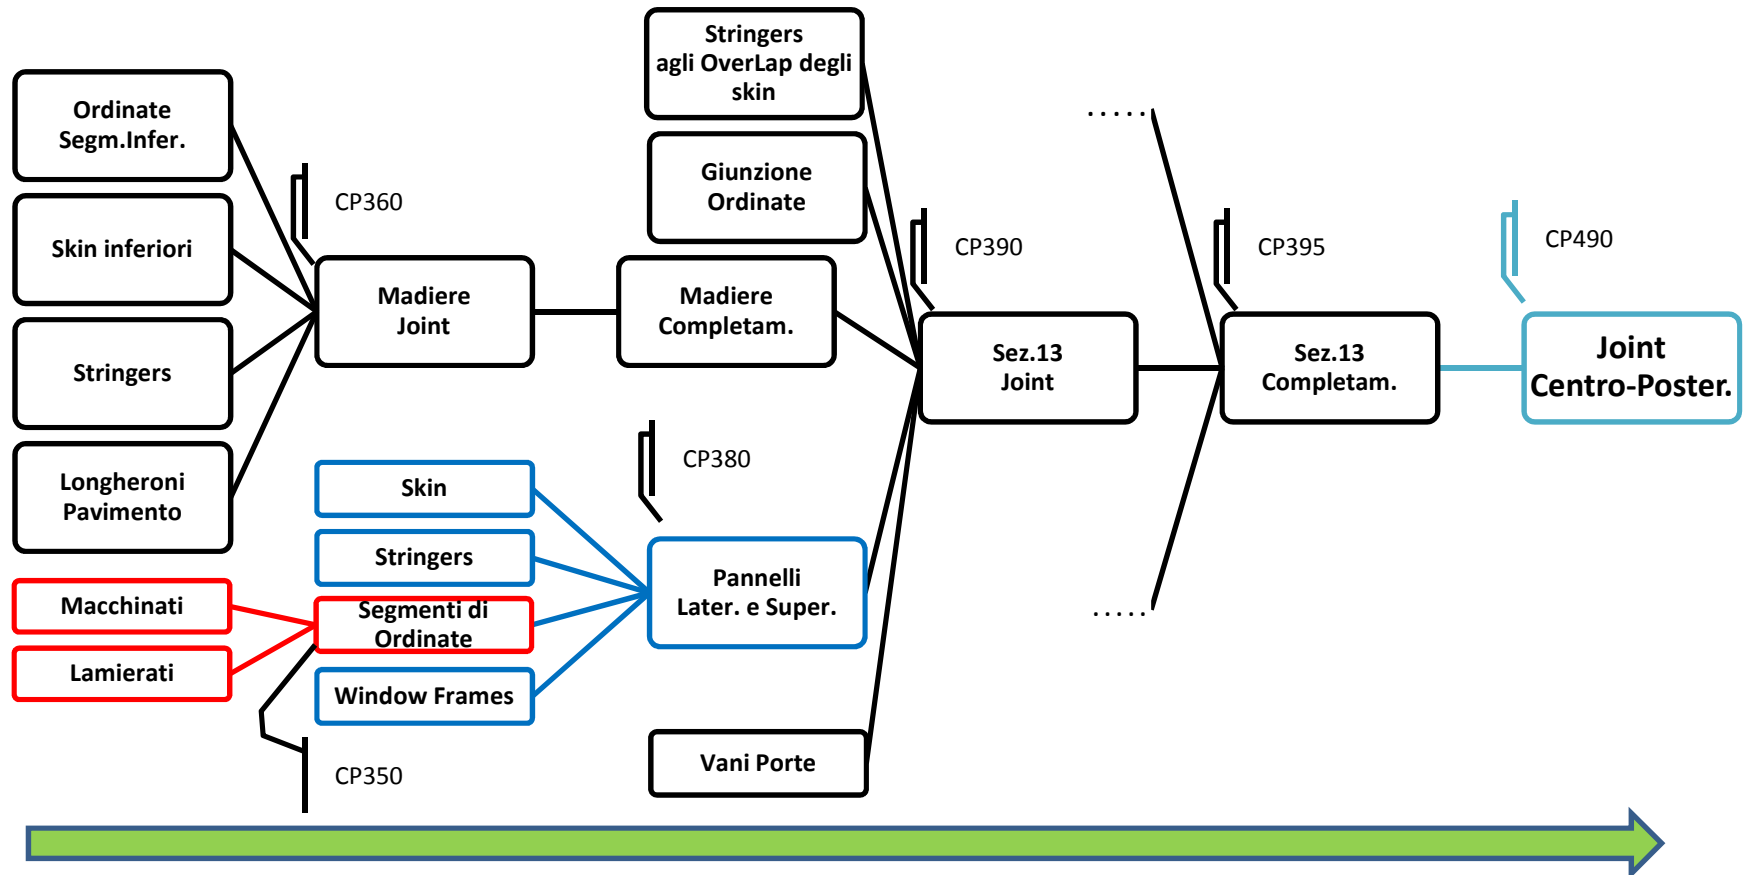 Ordinate
Segm.Infer.
Skin inferiori
Stringers
Longheroni
Pavimento
Macchinati
Lamierati
CP360
Madiere
Joint
Skin
Stringers
Segmenti di
Ordinate
Window Frames
CP350
Stringers
agli OverLap degli
skin
Giunzione
Ordinate
Madiere
Completam.
CP380
Pannelli
Later. e Super.
Vani Porte
CP390
Sez.13
Joint
.....
.....
CP395
Sez.13
Completam.
CP490
Joint
Centro-Poster.